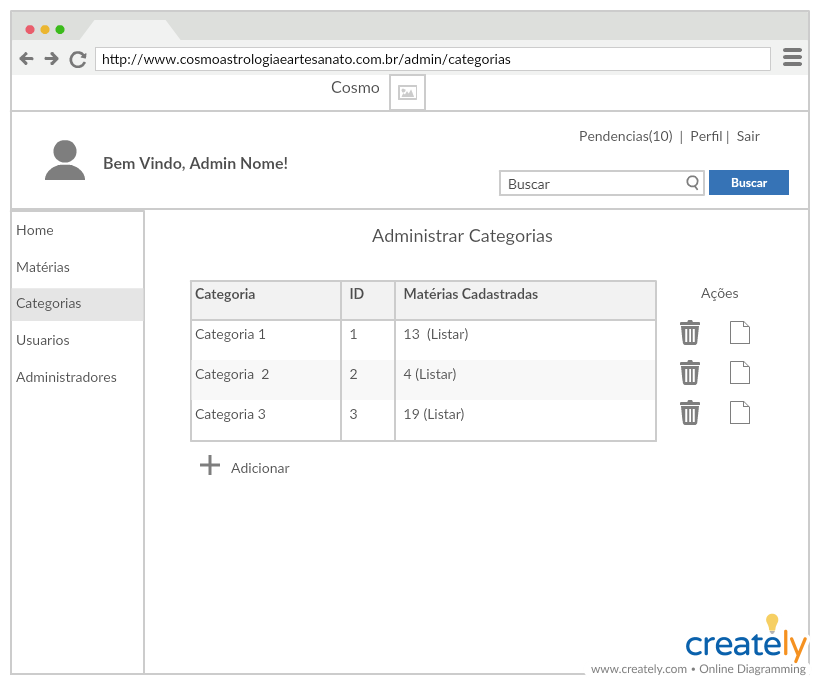 http://www.cosmoastrologiaeartesanato.com.br/admin/categorias
Cosmo
Pendencias(10) | Perfil | Sair
Bem Vindo, Admin Nome!
Buscar Buscar
Home
Matérias
Categorias
Usuarios
Administradores
Administrar Categorias
Categoria ID Matérias Cadastradas Ações
Categoria 1 1 13 (Listar)
Categoria 2 2 4 (Listar)
Categoria 3 3 19 (Listar)
Adicionar
creately
www.creately.com • Online Diagramming